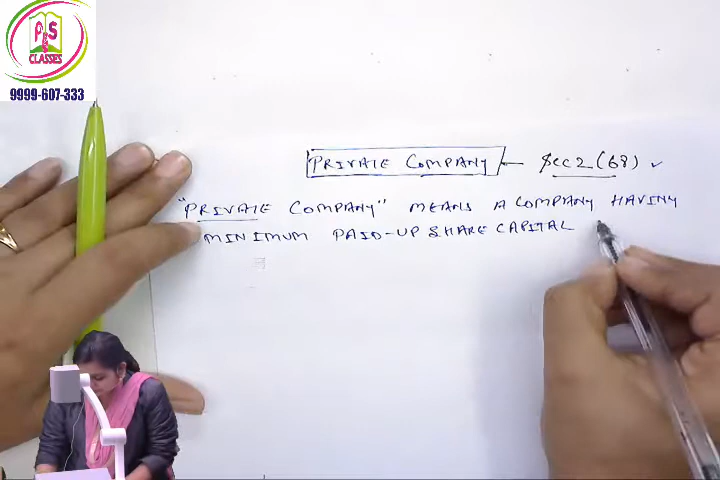 P&S
CLASSES
9999-607-333
PRIVATE COMPANY – Sec 2(68)
"PRIVATE COMPANY" MEANS A COMPANY HAVING
MINIMUM PAID-UP SHARE CAPITAL